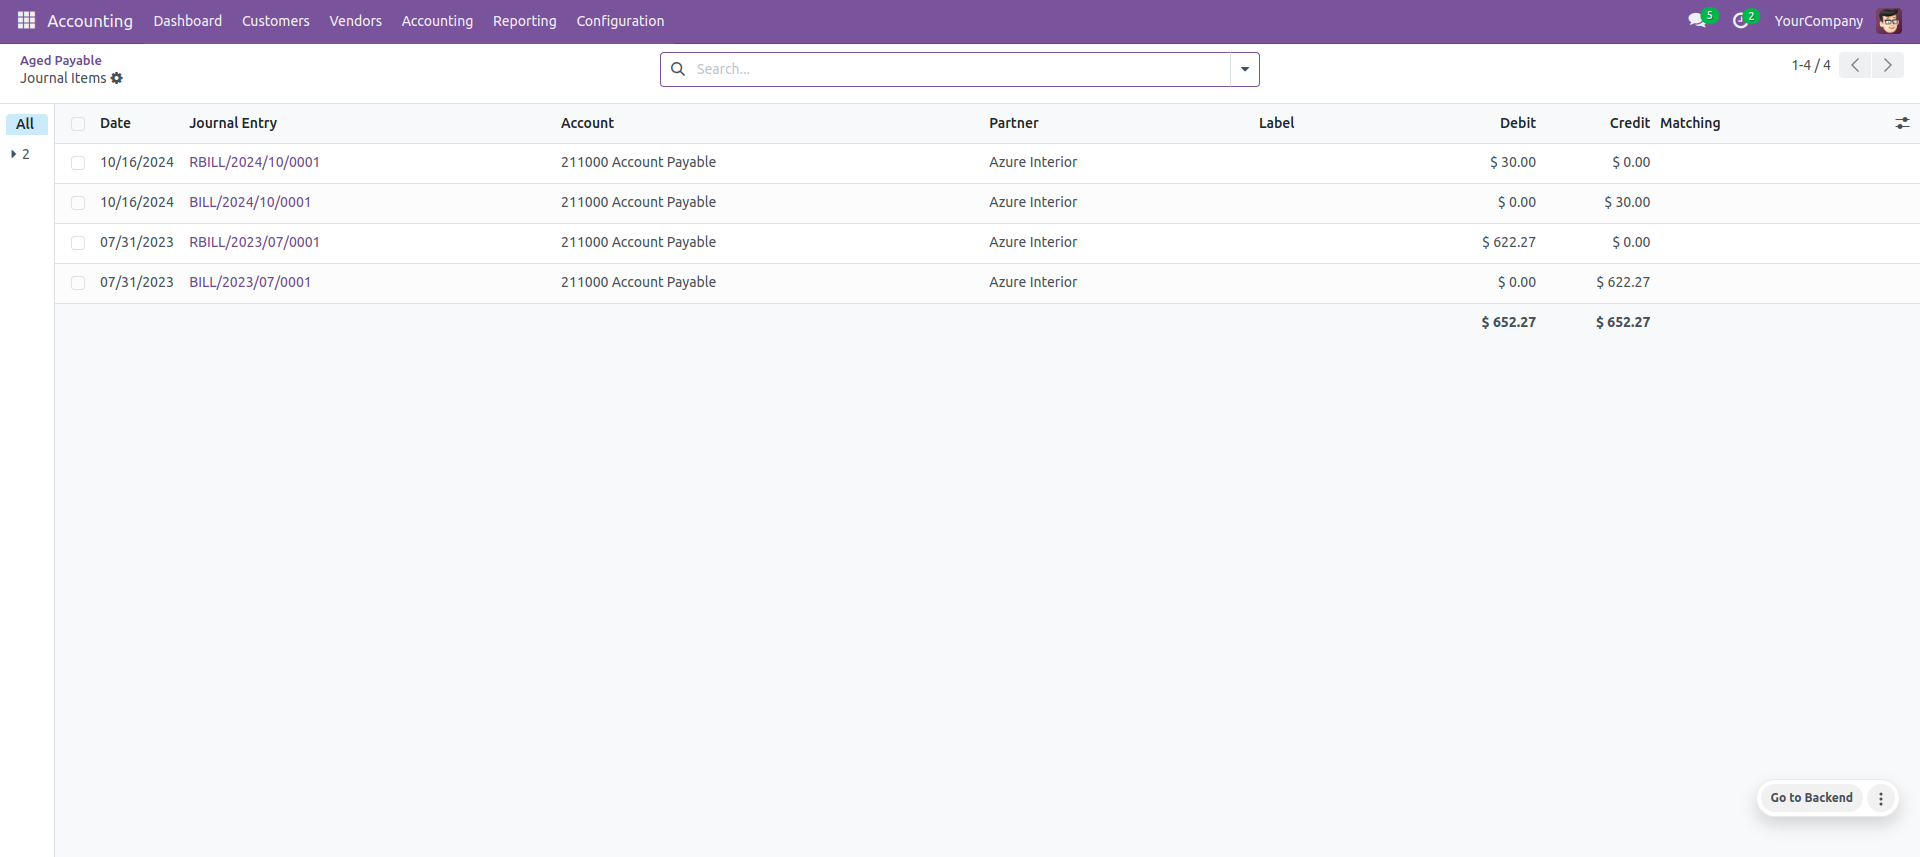 Accounting Dashboard Customers Vendors Accounting Reporting Configuration 5 2 YourCompany
Aged Payable
Journal Items
Search...
1-4 / 4
All
2
Date Journal Entry Account Partner Label Debit Credit Matching
10/16/2024 RBILL/2024/10/0001 211000 Account Payable Azure Interior $ 30.00 $ 0.00
10/16/2024 BILL/2024/10/0001 211000 Account Payable Azure Interior $ 0.00 $ 30.00
07/31/2023 RBILL/2023/07/0001 211000 Account Payable Azure Interior $ 622.27 $ 0.00
07/31/2023 BILL/2023/07/0001 211000 Account Payable Azure Interior $ 0.00 $ 622.27
$ 652.27 $ 652.27
Go to Backend